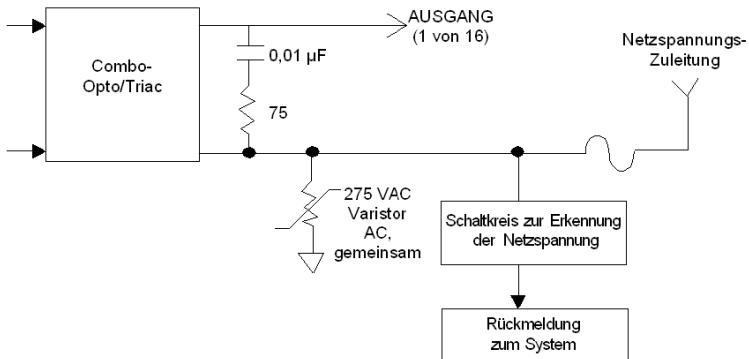 Combo-
Opto/Triac
AUSGANG
(1 von 16)
0,01 µF
75
Netzspannungs-
Zuleitung
275 VAC
Varistor
AC,
gemeinsam
Schaltkreis zur Erkennung
der Netzspannung
Rückmeldung
zum System